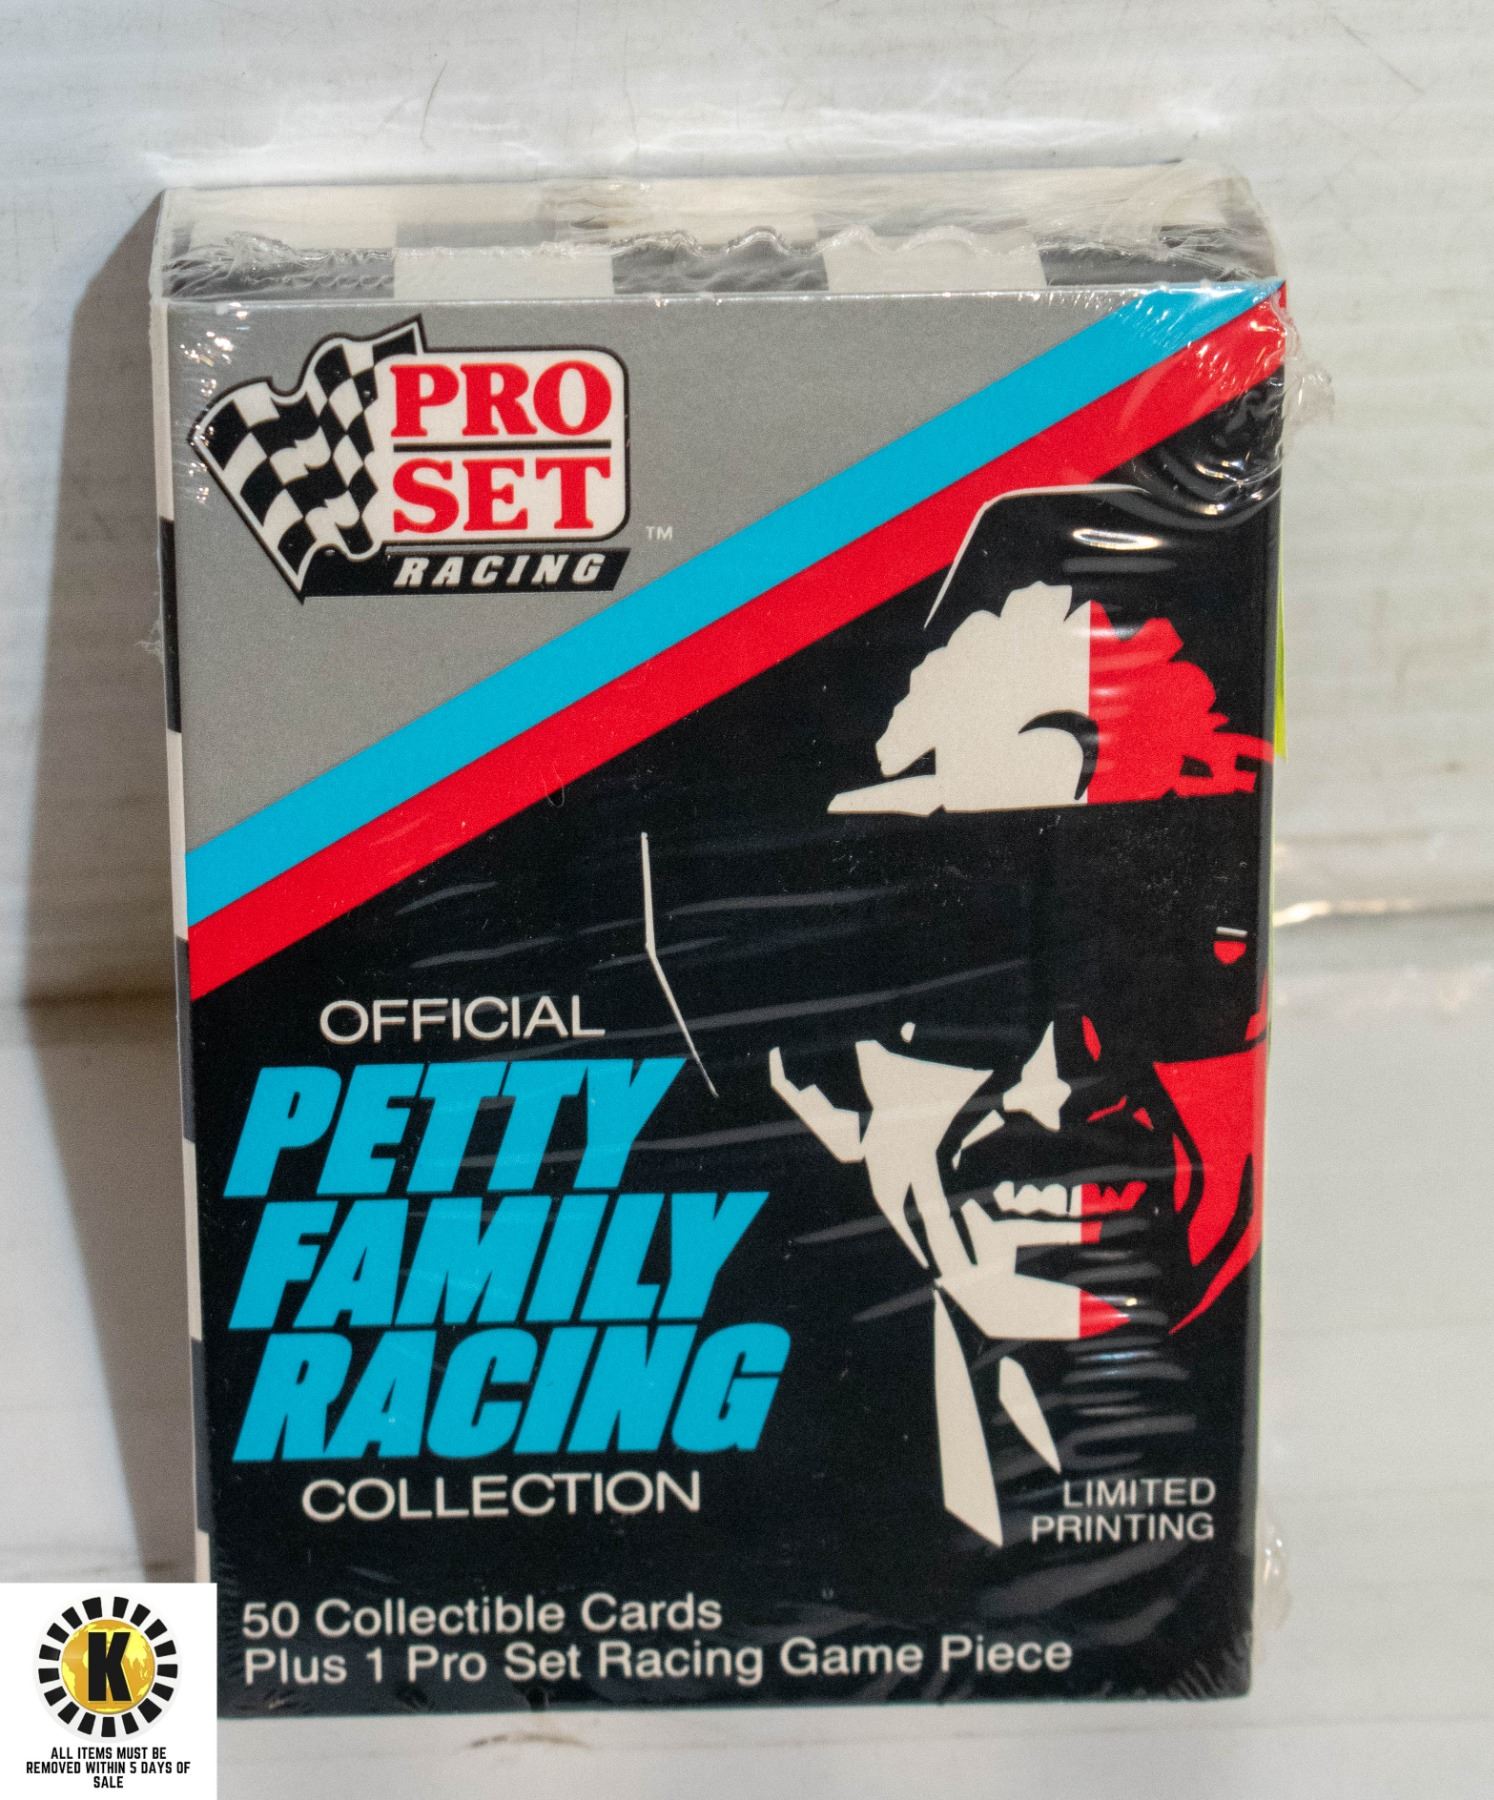 PRO
SET
RACING
TM
OFFICIAL
PETTY
FAMILY
RACING
COLLECTION
LIMITED
PRINTING
50 Collectible Cards
Plus 1 Pro Set Racing Game Piece
K
ALL ITEMS MUST BE
REMOVED WITHIN 5 DAYS OF
SALE